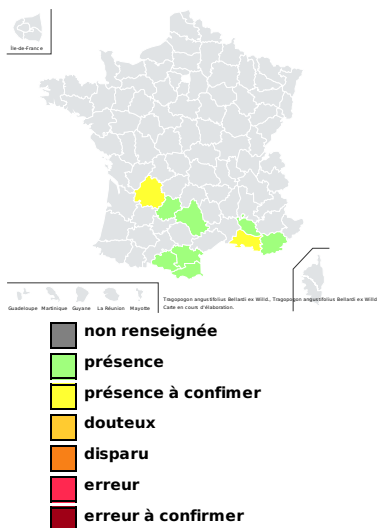 Île-de-France
Guadeloupe Martinique Guyane La Réunion Mayotte
Tragopogon angustifolius Bellardi ex Willd., Tragopogon angustifolius Bellardi ex Willd
Carte en cours d'élaboration.
non renseignée
présence
présence à confimer
douteux
disparu
erreur
erreur à confirmer